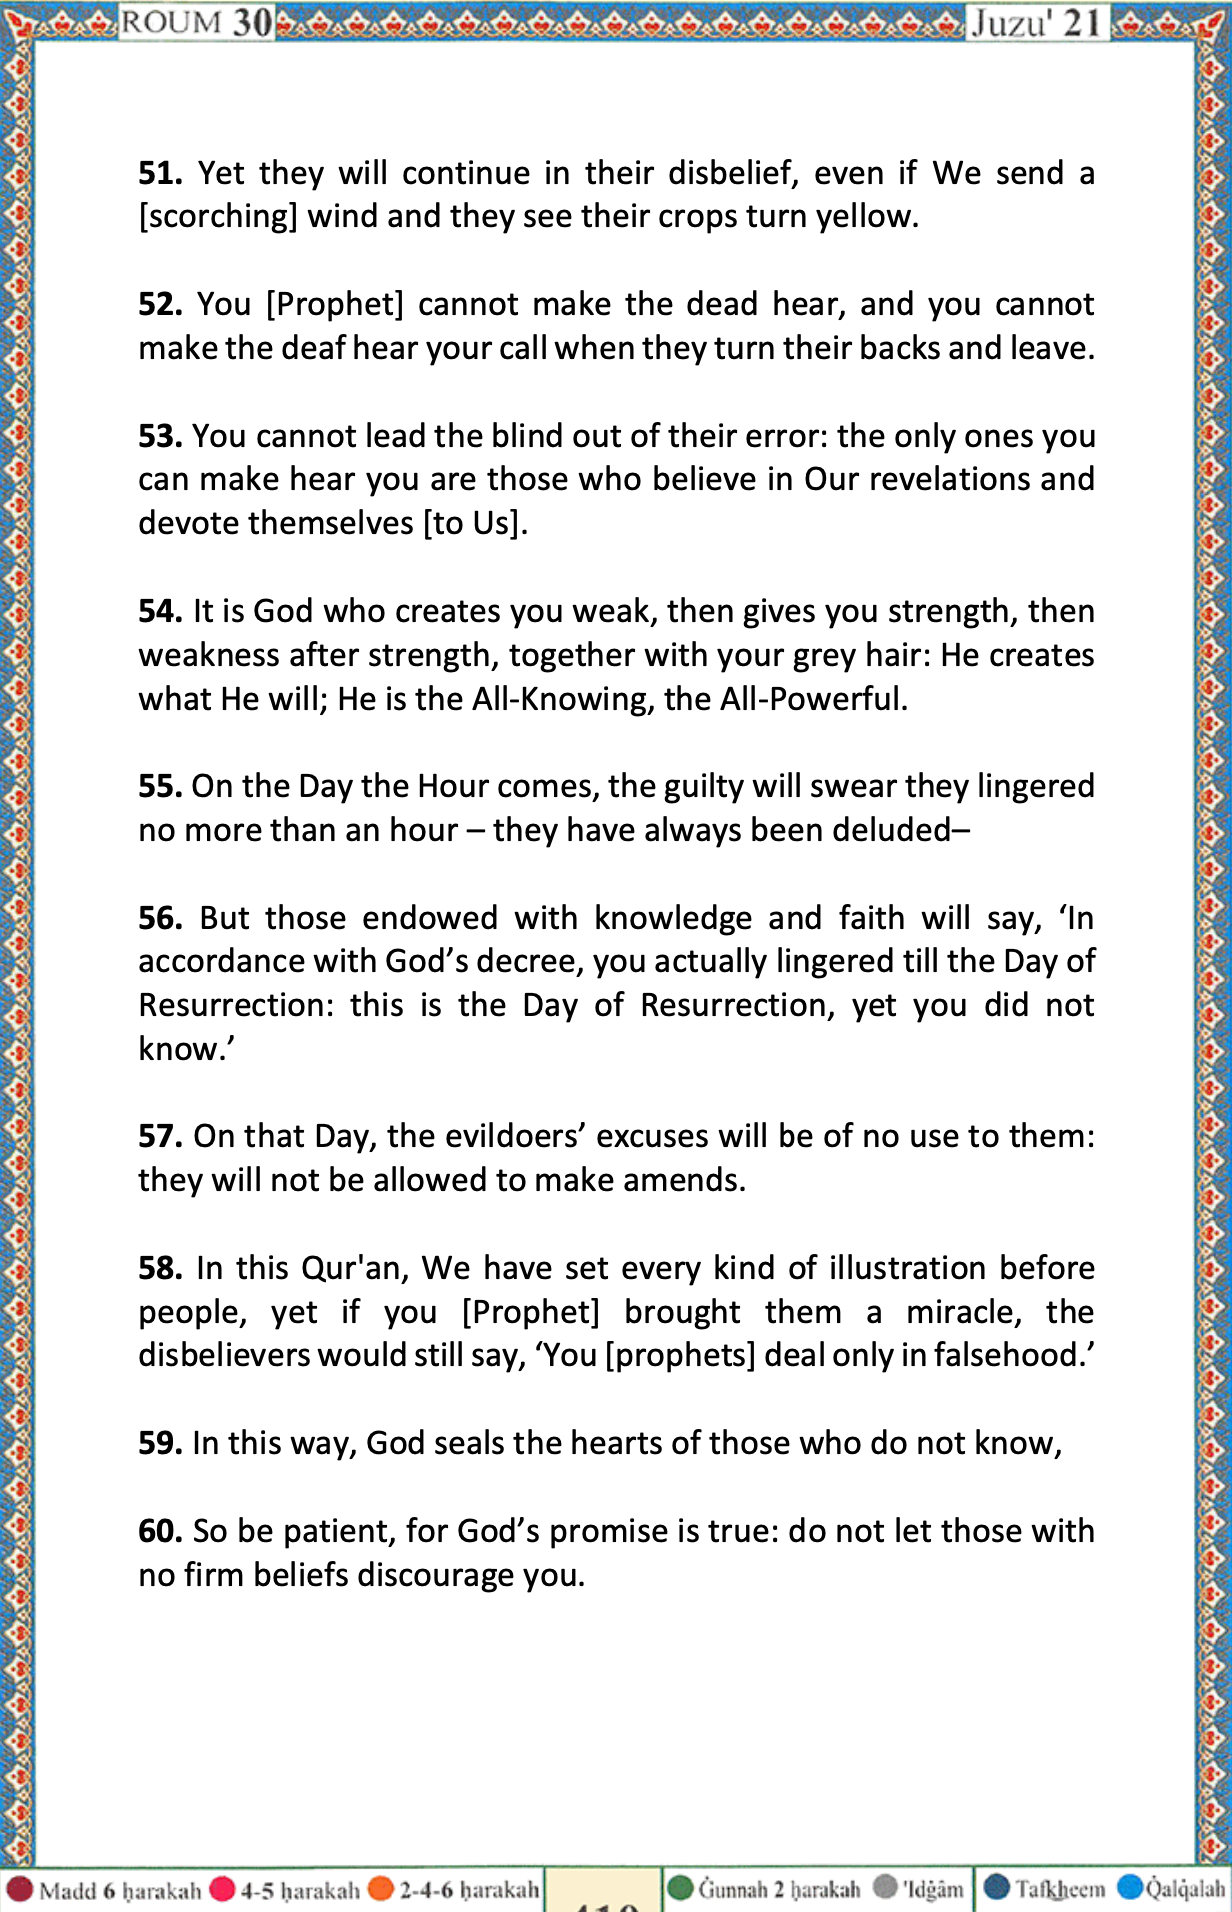 ROUM 30
Juzu' 21
51. Yet they will continue in their disbelief, even if We send a
[scorching] wind and they see their crops turn yellow.
52. You [Prophet] cannot make the dead hear, and you cannot
make the deaf hear your call when they turn their backs and leave.
53. You cannot lead the blind out of their error: the only ones you
can make hear you are those who believe in Our revelations and
devote themselves [to Us].
54. It is God who creates you weak, then gives you strength, then
weakness after strength, together with your grey hair: He creates
what He will; He is the All-Knowing, the All-Powerful.
55. On the Day the Hour comes, the guilty will swear they lingered
no more than an hour – they have always been deluded–
56. But those endowed with knowledge and faith will say, ‘In
accordance with God’s decree, you actually lingered till the Day of
Resurrection: this is the Day of Resurrection, yet you did not
know.’
57. On that Day, the evildoers’ excuses will be of no use to them:
they will not be allowed to make amends.
58. In this Qur'an, We have set every kind of illustration before
people, yet if you [Prophet] brought them a miracle, the
disbelievers would still say, ‘You [prophets] deal only in falsehood.’
59. In this way, God seals the hearts of those who do not know,
60. So be patient, for God’s promise is true: do not let those with
no firm beliefs discourage you.
Madd 6 ḥarakah 4-5 ḥarakah 2-4-6 ḥarakah
Ġunnah 2 ḥarakah 'Idġâm
Tafkheem Q̇alq̇alah